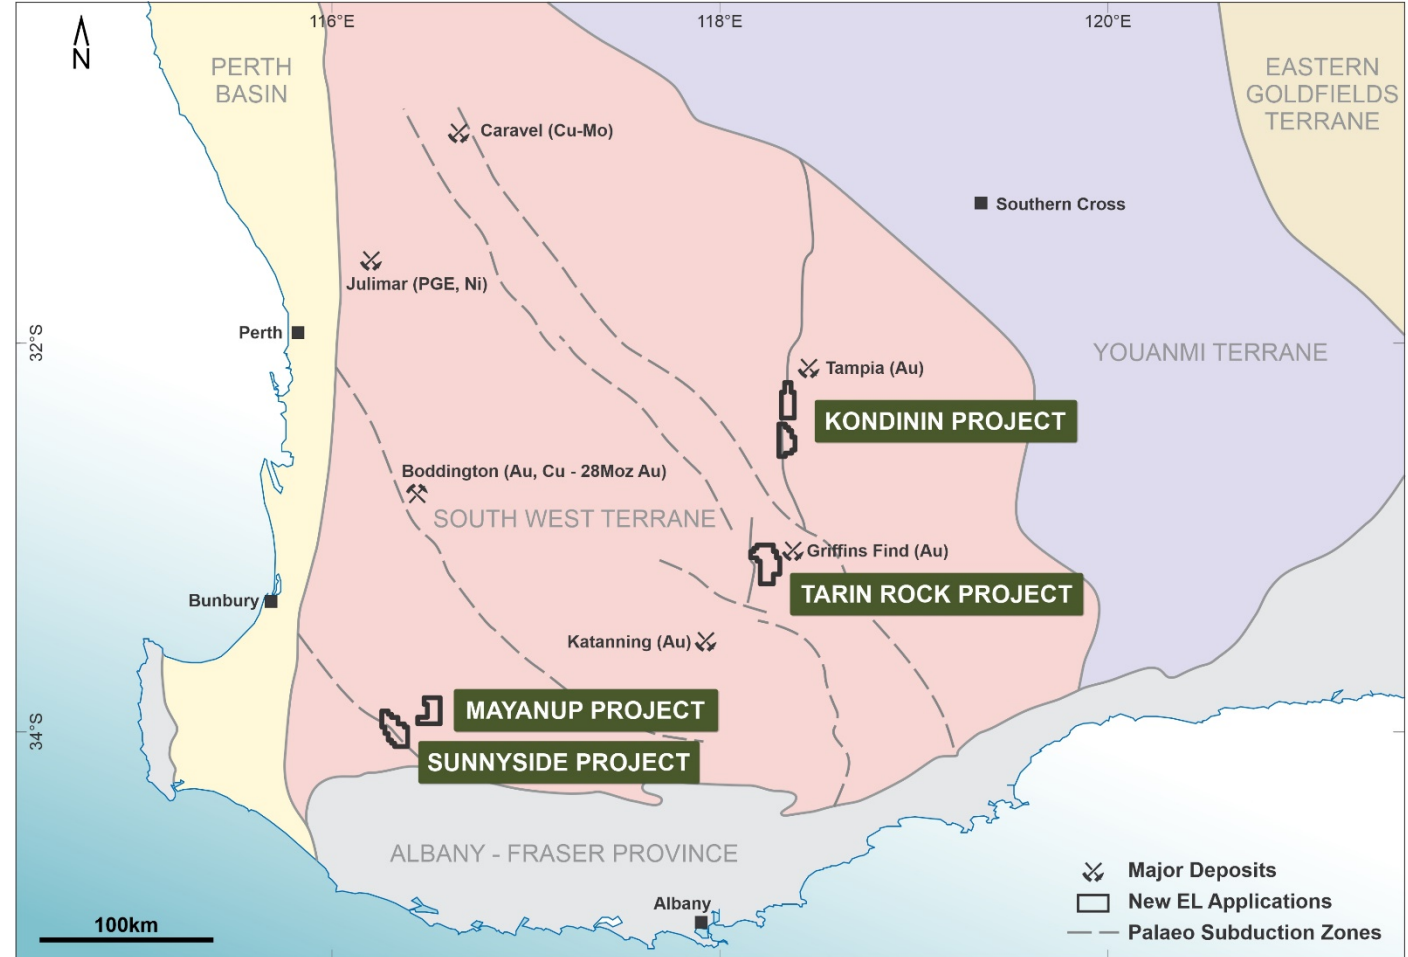 116°E
118°E
120°E
N
PERTH
BASIN
EASTERN
GOLDFIELDS
TERRANE
Caravel (Cu-Mo)
Southern Cross
Julimar (PGE, Ni)
Perth
32°S
YOUANMI TERRANE
Tampia (Au)
KONDININ PROJECT
Boddington (Au, Cu - 28Moz Au)
SOUTH WEST TERRANE
Griffins Find (Au)
TARIN ROCK PROJECT
Bunbury
Katanning (Au)
MAYANUP PROJECT
34°S
SUNNYSIDE PROJECT
ALBANY - FRASER PROVINCE
Albany
100km
Major Deposits
New EL Applications
Palaeo Subduction Zones